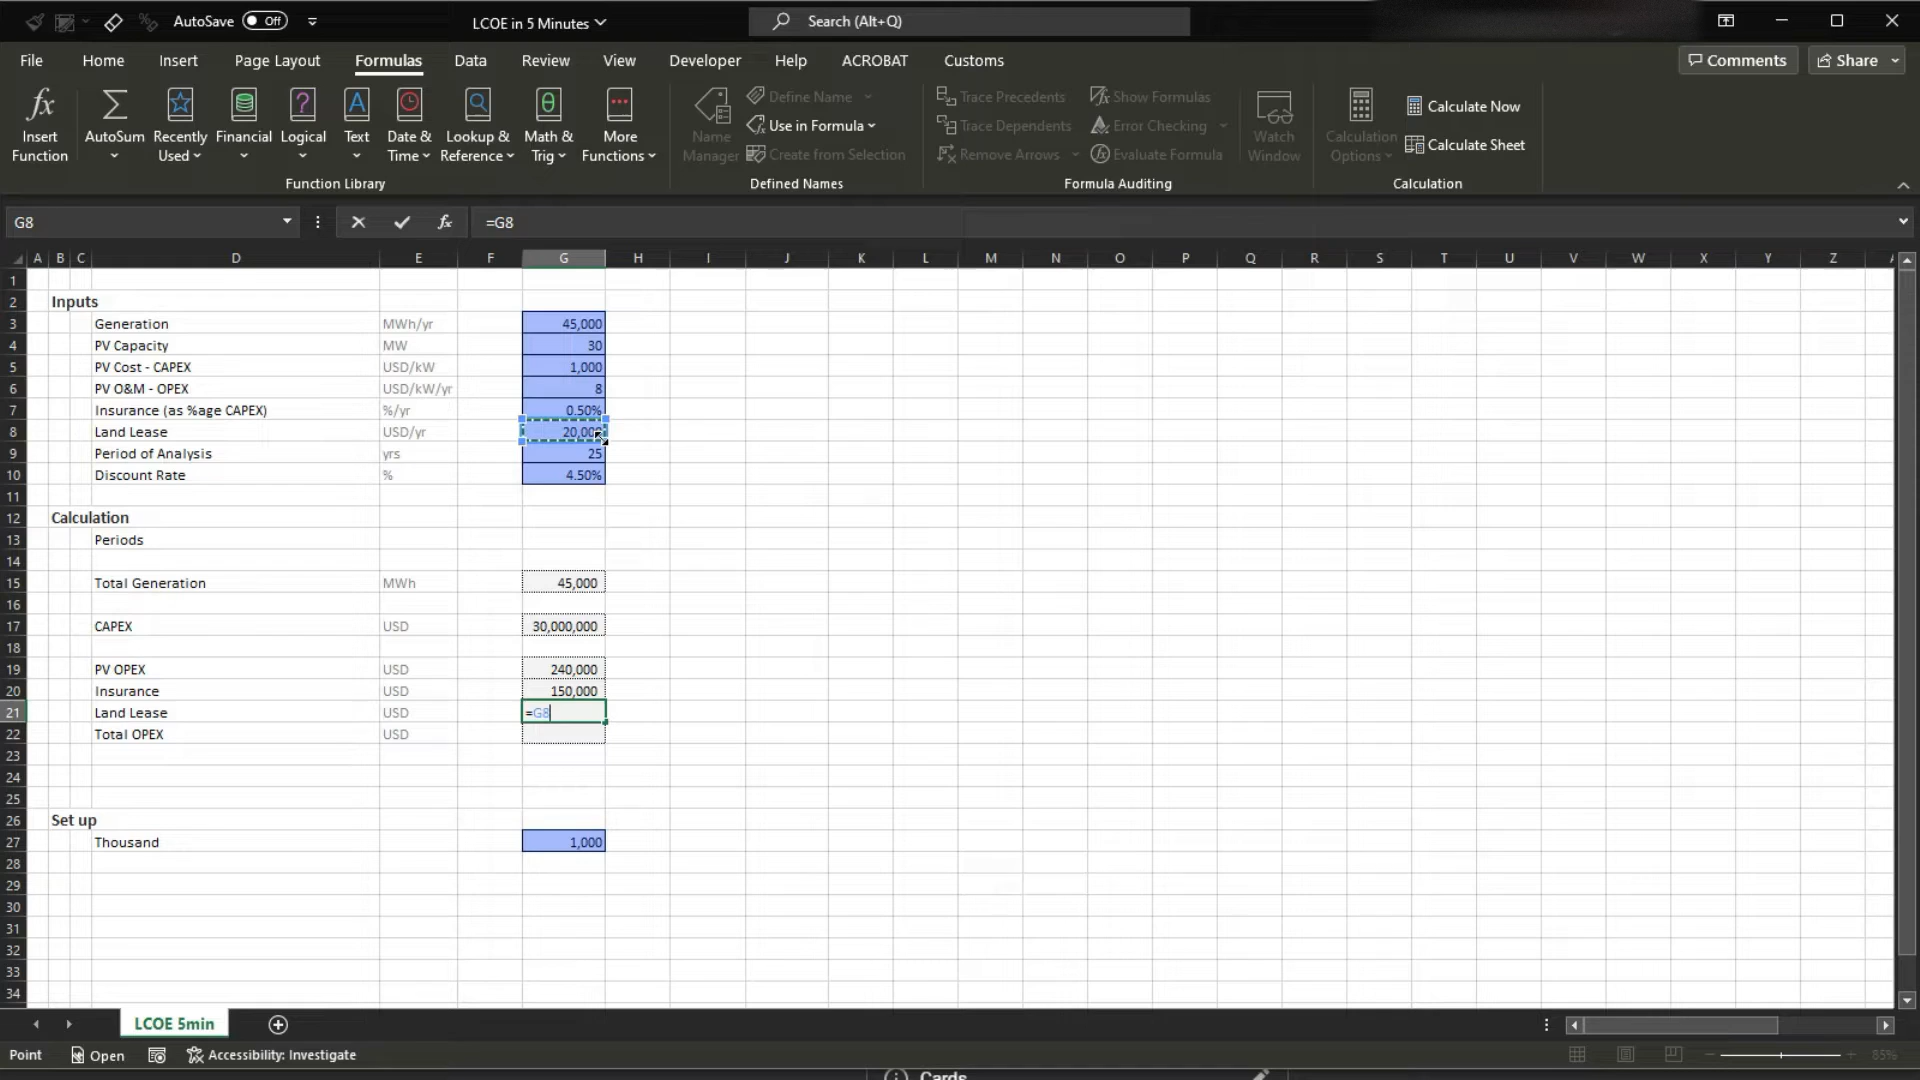 AutoSave Off
LCOE in 5 Minutes
Search (Alt+Q)
File Home Insert Page Layout Formulas Data Review View Developer Help ACROBAT Customs
Comments Share
Insert Function
AutoSum
Recently Used
Financial
Logical
Text
Date & Time
Lookup & Reference
Math & Trig
More Functions
Function Library
Name Manager
Define Name
Use in Formula
Create from Selection
Defined Names
Trace Precedents
Trace Dependents
Remove Arrows
Show Formulas
Error Checking
Evaluate Formula
Formula Auditing
Watch Window
Calculation Options
Calculate Now
Calculate Sheet
Calculation
G8 fx =G8
A B C D E F G H I J K L M N O P Q R S T U V W X Y Z
1
2 Inputs
3 Generation MWh/yr 45,000
4 PV Capacity MW 30
5 PV Cost - CAPEX USD/kW 1,000
6 PV O&M - OPEX USD/kW/yr 8
7 Insurance (as %age CAPEX) %/yr 0.50%
8 Land Lease USD/yr 20,000
9 Period of Analysis yrs 25
10 Discount Rate % 4.50%
11
12 Calculation
13 Periods
14
15 Total Generation MWh 45,000
16
17 CAPEX USD 30,000,000
18
19 PV OPEX USD 240,000
20 Insurance USD 150,000
21 Land Lease USD =G8
22 Total OPEX USD
23
24
25
26 Set up
27 Thousand 1,000
28
29
30
31
32
33
34
LCOE 5min
Point Open Accessibility: Investigate 85%
Cards